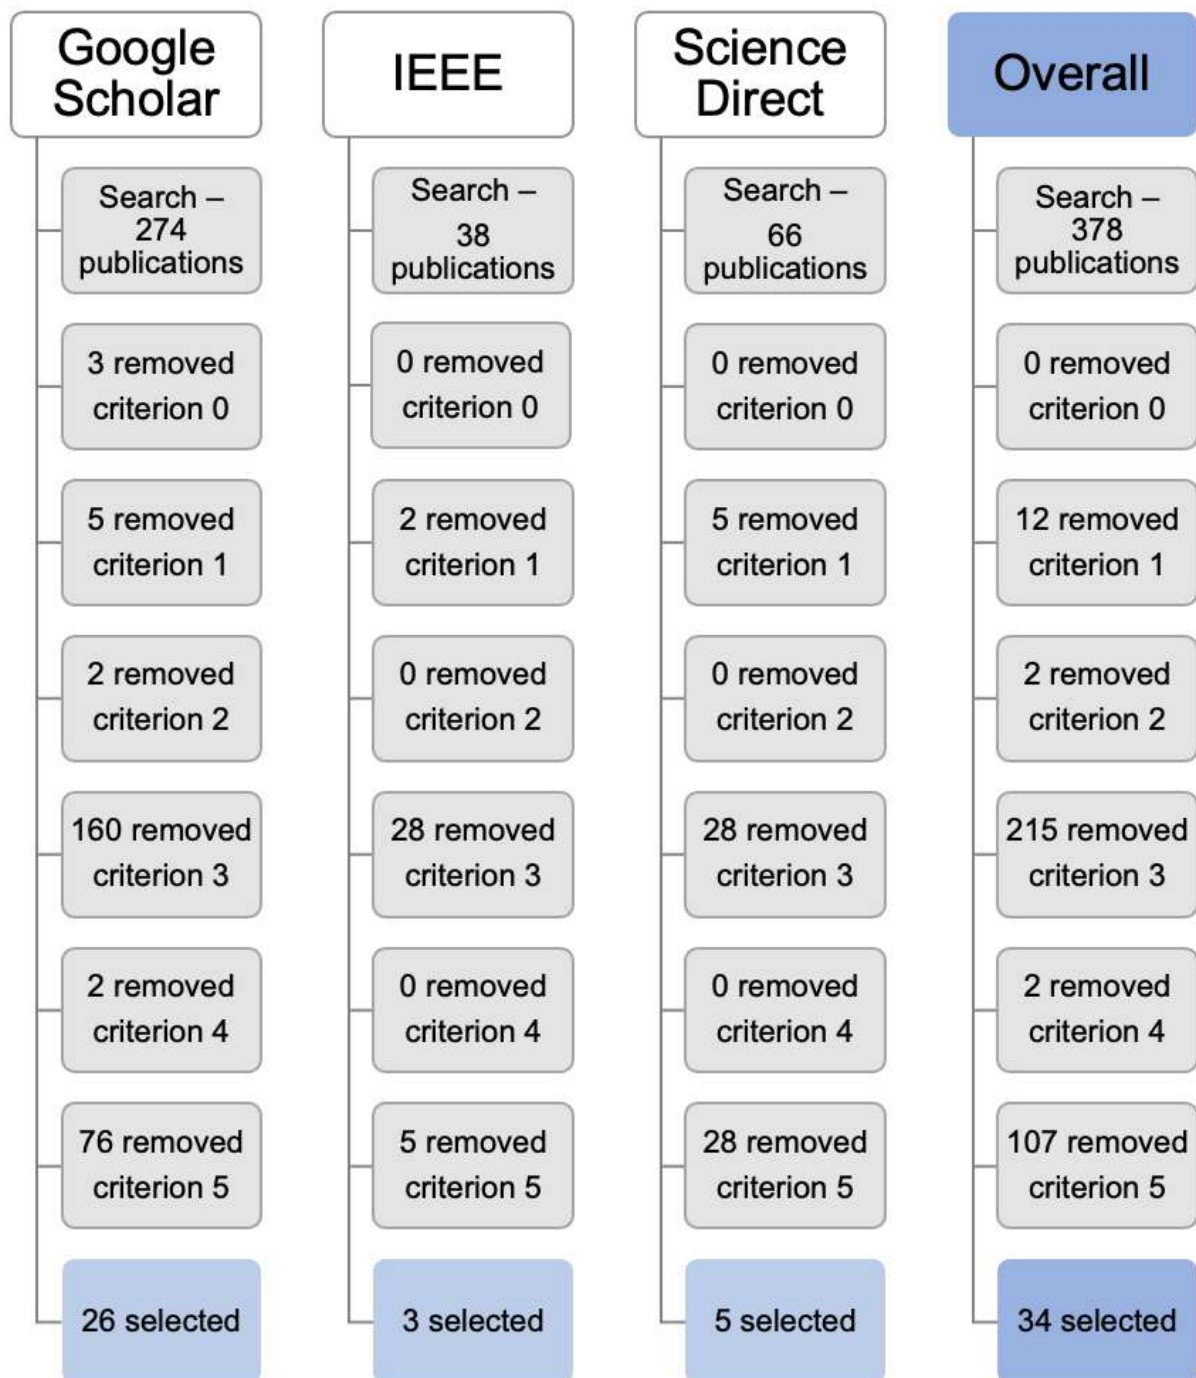 Google
Scholar
Search –
274
publications
3 removed
criterion 0
5 removed
criterion 1
2 removed
criterion 2
160 removed
criterion 3
2 removed
criterion 4
76 removed
criterion 5
26 selected
IEEE
Search –
38
publications
0 removed
criterion 0
2 removed
criterion 1
0 removed
criterion 2
28 removed
criterion 3
0 removed
criterion 4
5 removed
criterion 5
3 selected
Science
Direct
Search –
66
publications
0 removed
criterion 0
5 removed
criterion 1
0 removed
criterion 2
28 removed
criterion 3
0 removed
criterion 4
28 removed
criterion 5
5 selected
Overall
Search –
378
publications
0 removed
criterion 0
12 removed
criterion 1
2 removed
criterion 2
215 removed
criterion 3
2 removed
criterion 4
107 removed
criterion 5
34 selected